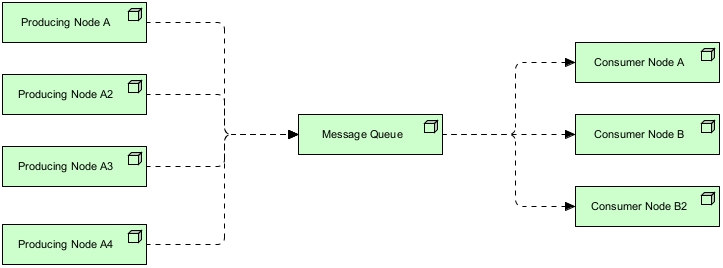 Producing Node A
Producing Node A2
Producing Node A3
Producing Node A4
Message Queue
Consumer Node A
Consumer Node B
Consumer Node B2